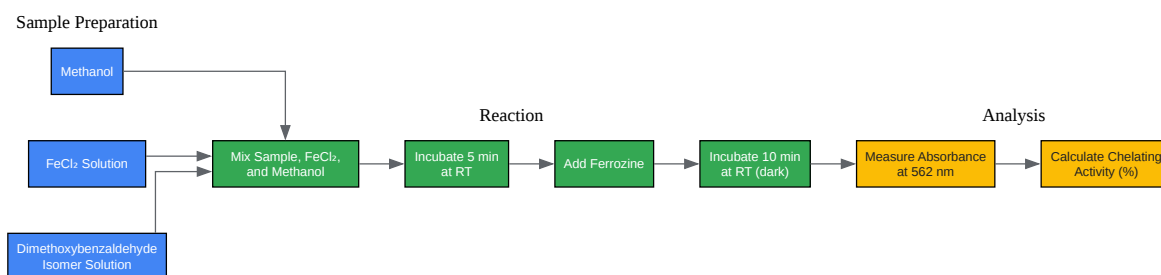 Sample Preparation
Methanol
Reaction
Analysis
FeCl₂ Solution
Mix Sample, FeCl₂,
and Methanol
Incubate 5 min
at RT
Add Ferrozine
Incubate 10 min
at RT (dark)
Measure Absorbance
at 562 nm
Calculate Chelating
Activity (%)
Dimethoxybenzaldehyde
Isomer Solution